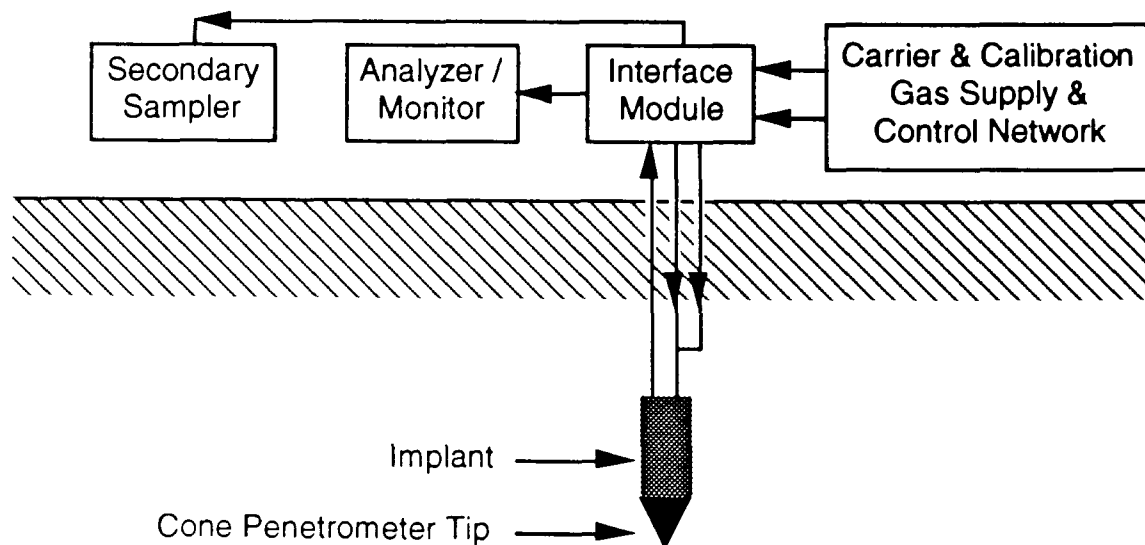 Secondary
Sampler
Analyzer /
Monitor
Interface
Module
Carrier & Calibration
Gas Supply &
Control Network
Implant
Cone Penetrometer Tip